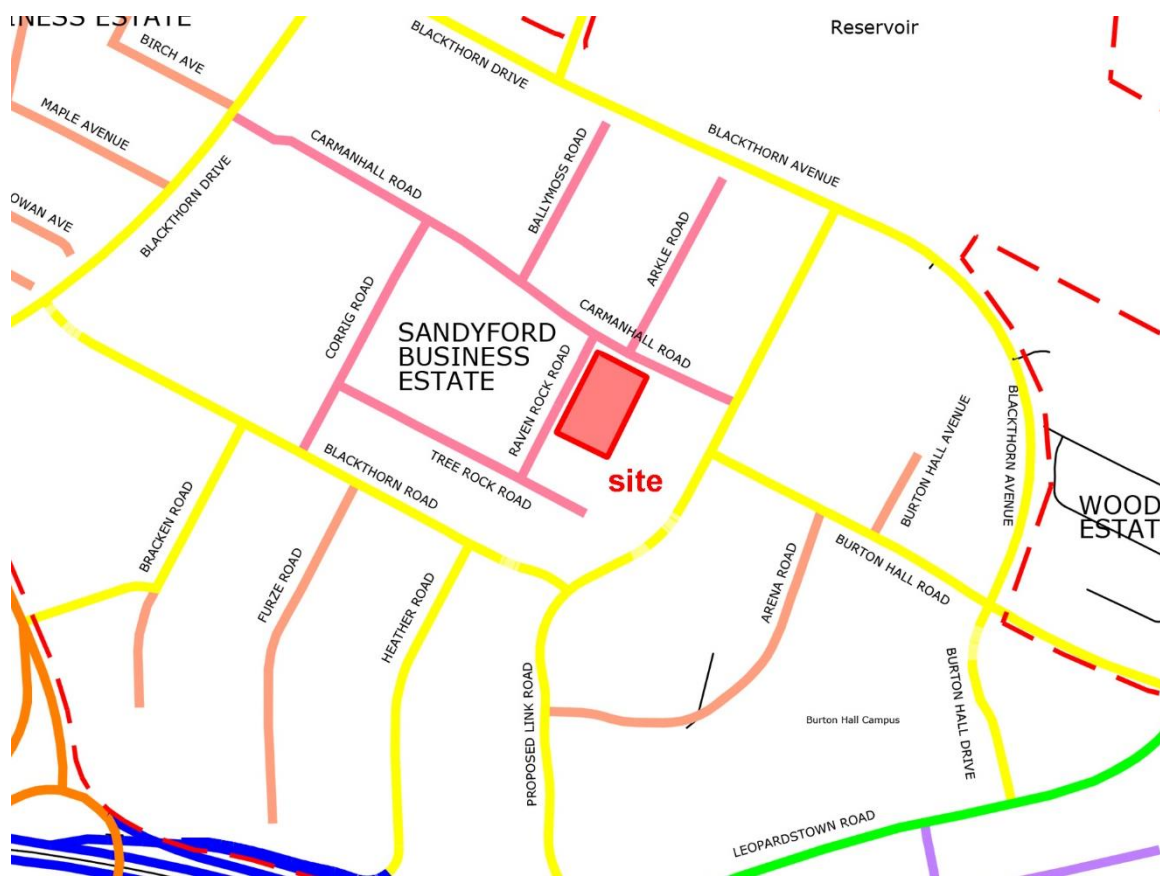 INESS ESTATE
Reservoir
BIRCH AVE
BLACKTHORN DRIVE
MAPLE AVENUE
CARMANHALL ROAD
BALLYMOSS ROAD
BLACKTHORN AVENUE
OWAN AVE
BLACKTHORN DRIVE
ARKLE ROAD
CORRIG ROAD
SANDYFORD
BUSINESS
ESTATE
CARMANHALL ROAD
RAVEN ROCK ROAD
site
BLACKTHORN ROAD
TREE ROCK ROAD
BURTON HALL AVENUE
BLACKTHORN AVENUE
WOOD
ESTAT
BRACKEN ROAD
FURZE ROAD
HEATHER ROAD
ARENA ROAD
BURTON HALL ROAD
PROPOSED LINK ROAD
Burton Hall Campus
BURTON HALL DRIVE
LEOPARDSTOWN ROAD